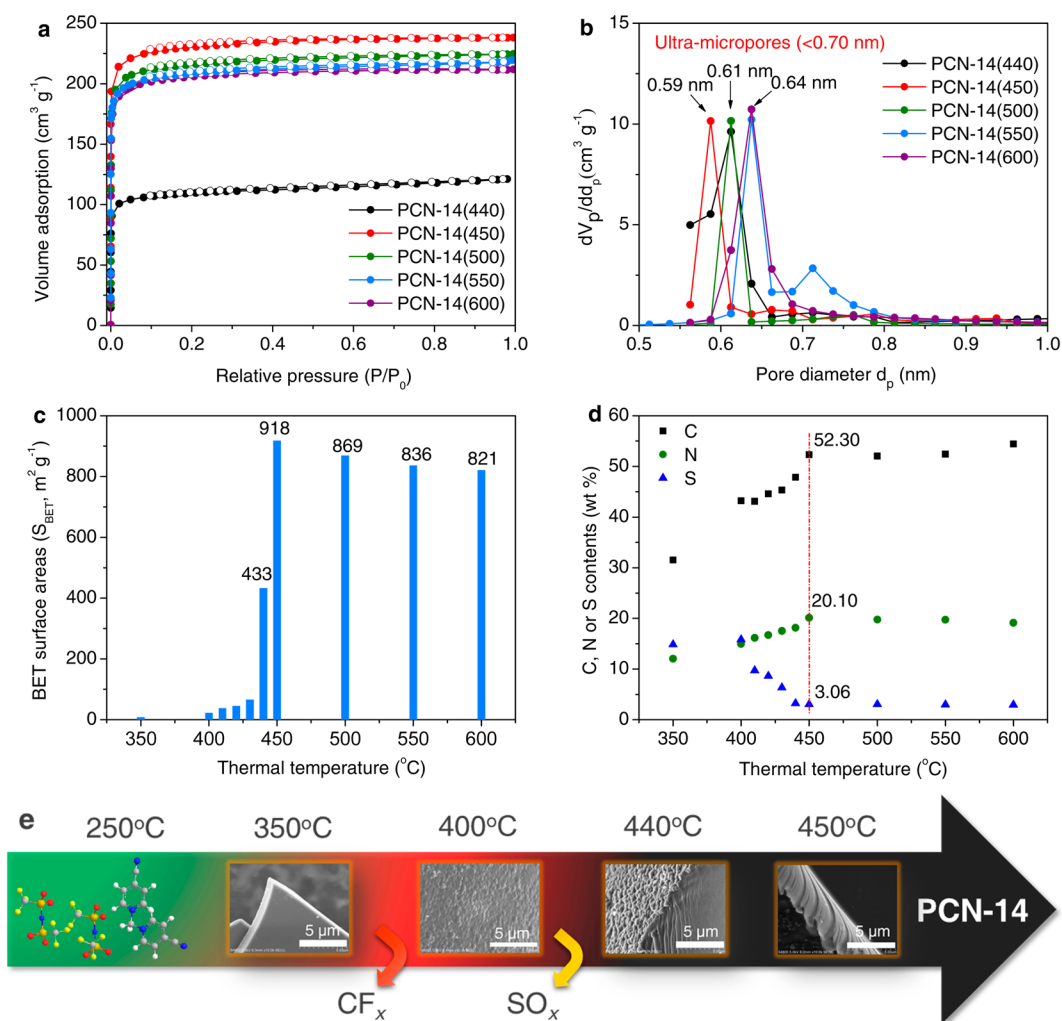 a
Volume adsorption (cm³ g⁻¹)
300
250
200
150
100
50
0
0.0 0.2 0.4 0.6 0.8 1.0
Relative pressure (P/P₀)
PCN-14(440)
PCN-14(450)
PCN-14(500)
PCN-14(550)
PCN-14(600)
b
dVₚ/ddₚ(cm³ g⁻¹)
15
10
5
0
0.5 0.6 0.7 0.8 0.9 1.0
Pore diameter dₚ (nm)
Ultra-micropores (<0.70 nm)
0.59 nm
0.61 nm
0.64 nm
PCN-14(440)
PCN-14(450)
PCN-14(500)
PCN-14(550)
PCN-14(600)
c
BET surface areas (S_BET, m² g⁻¹)
1000
800
600
400
200
0
433
918
869
836
821
350 400 450 500 550 600
Thermal temperature (°C)
d
C, N or S contents (wt %)
60
50
40
30
20
10
0
C
N
S
52.30
20.10
3.06
350 400 450 500 550 600
Thermal temperature (°C)
e
250°C 350°C 400°C 440°C 450°C
5 µm
5 µm
5 µm
5 µm
PCN-14
CFₓ
SOₓ